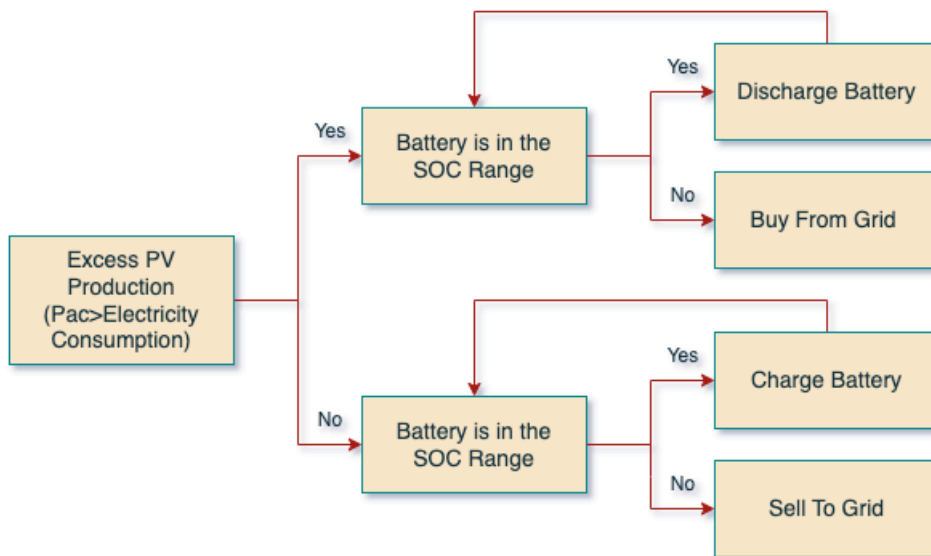 Excess PV
Production
(Pac>Electricity
Consumption)
Yes
No
Battery is in the
SOC Range
Yes
No
Discharge Battery
Buy From Grid
Battery is in the
SOC Range
Yes
No
Charge Battery
Sell To Grid